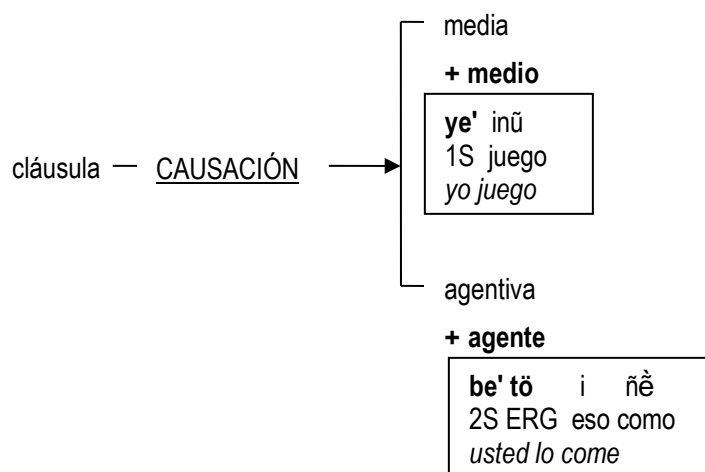 media
+ medio
ye' inũ
1S juego
yo juego
cláusula — CAUSACIÓN
agentiva
+ agente
be' tö i ñẽ̀
2S ERG eso como
usted lo come